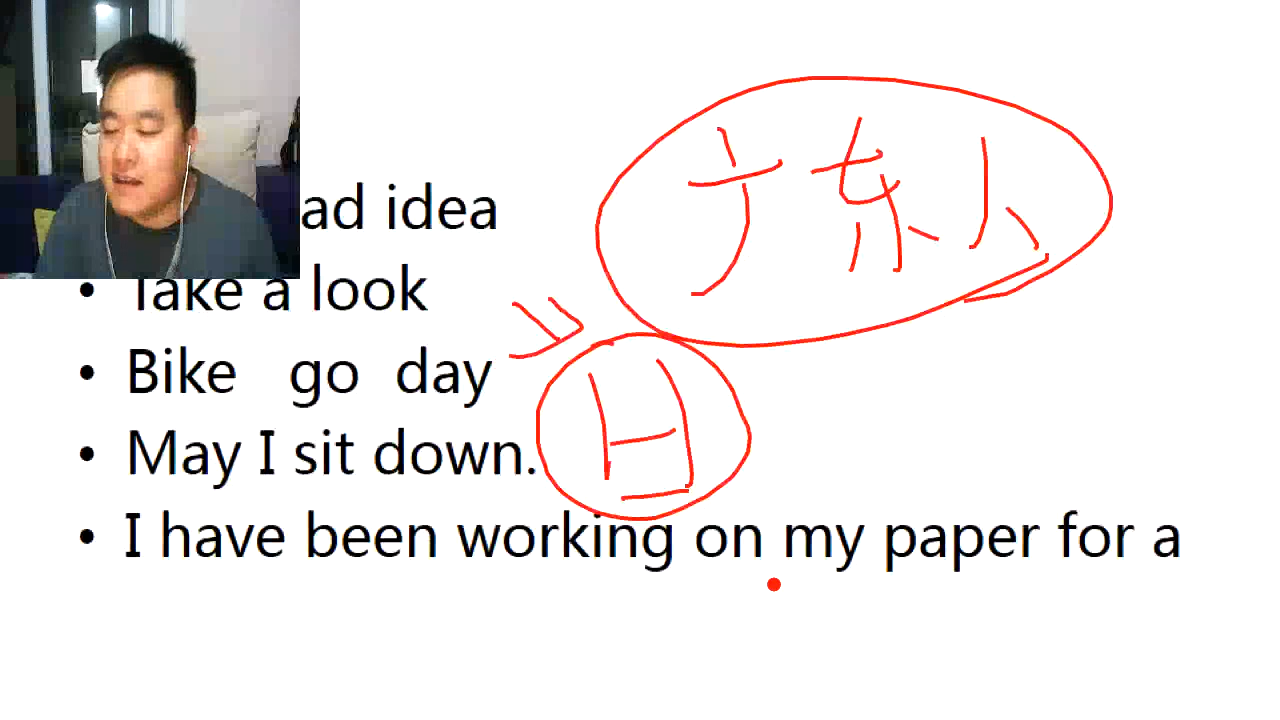 广东人
ad idea
Take a look
Bike go day
日
May I sit down.
I have been working on my paper for a